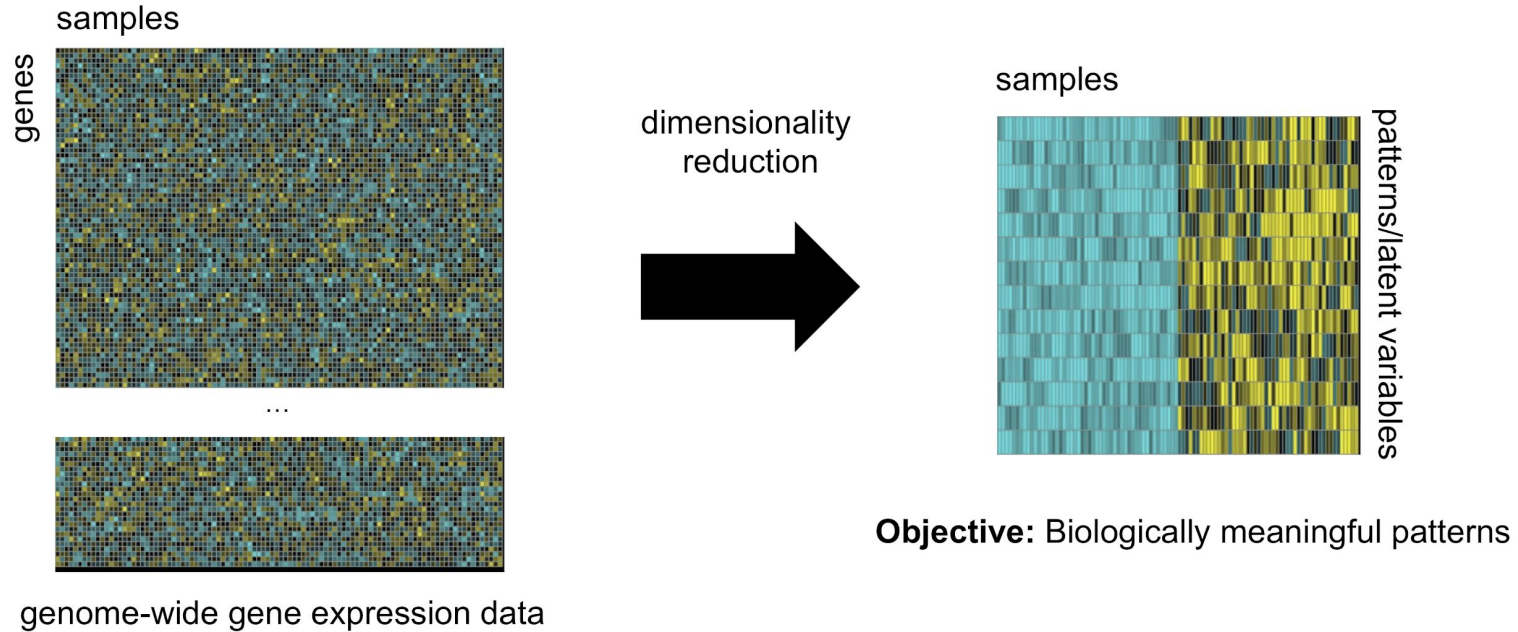 samples
genes
...
genome-wide gene expression data
dimensionality
reduction
samples
patterns/latent variables
Objective: Biologically meaningful patterns